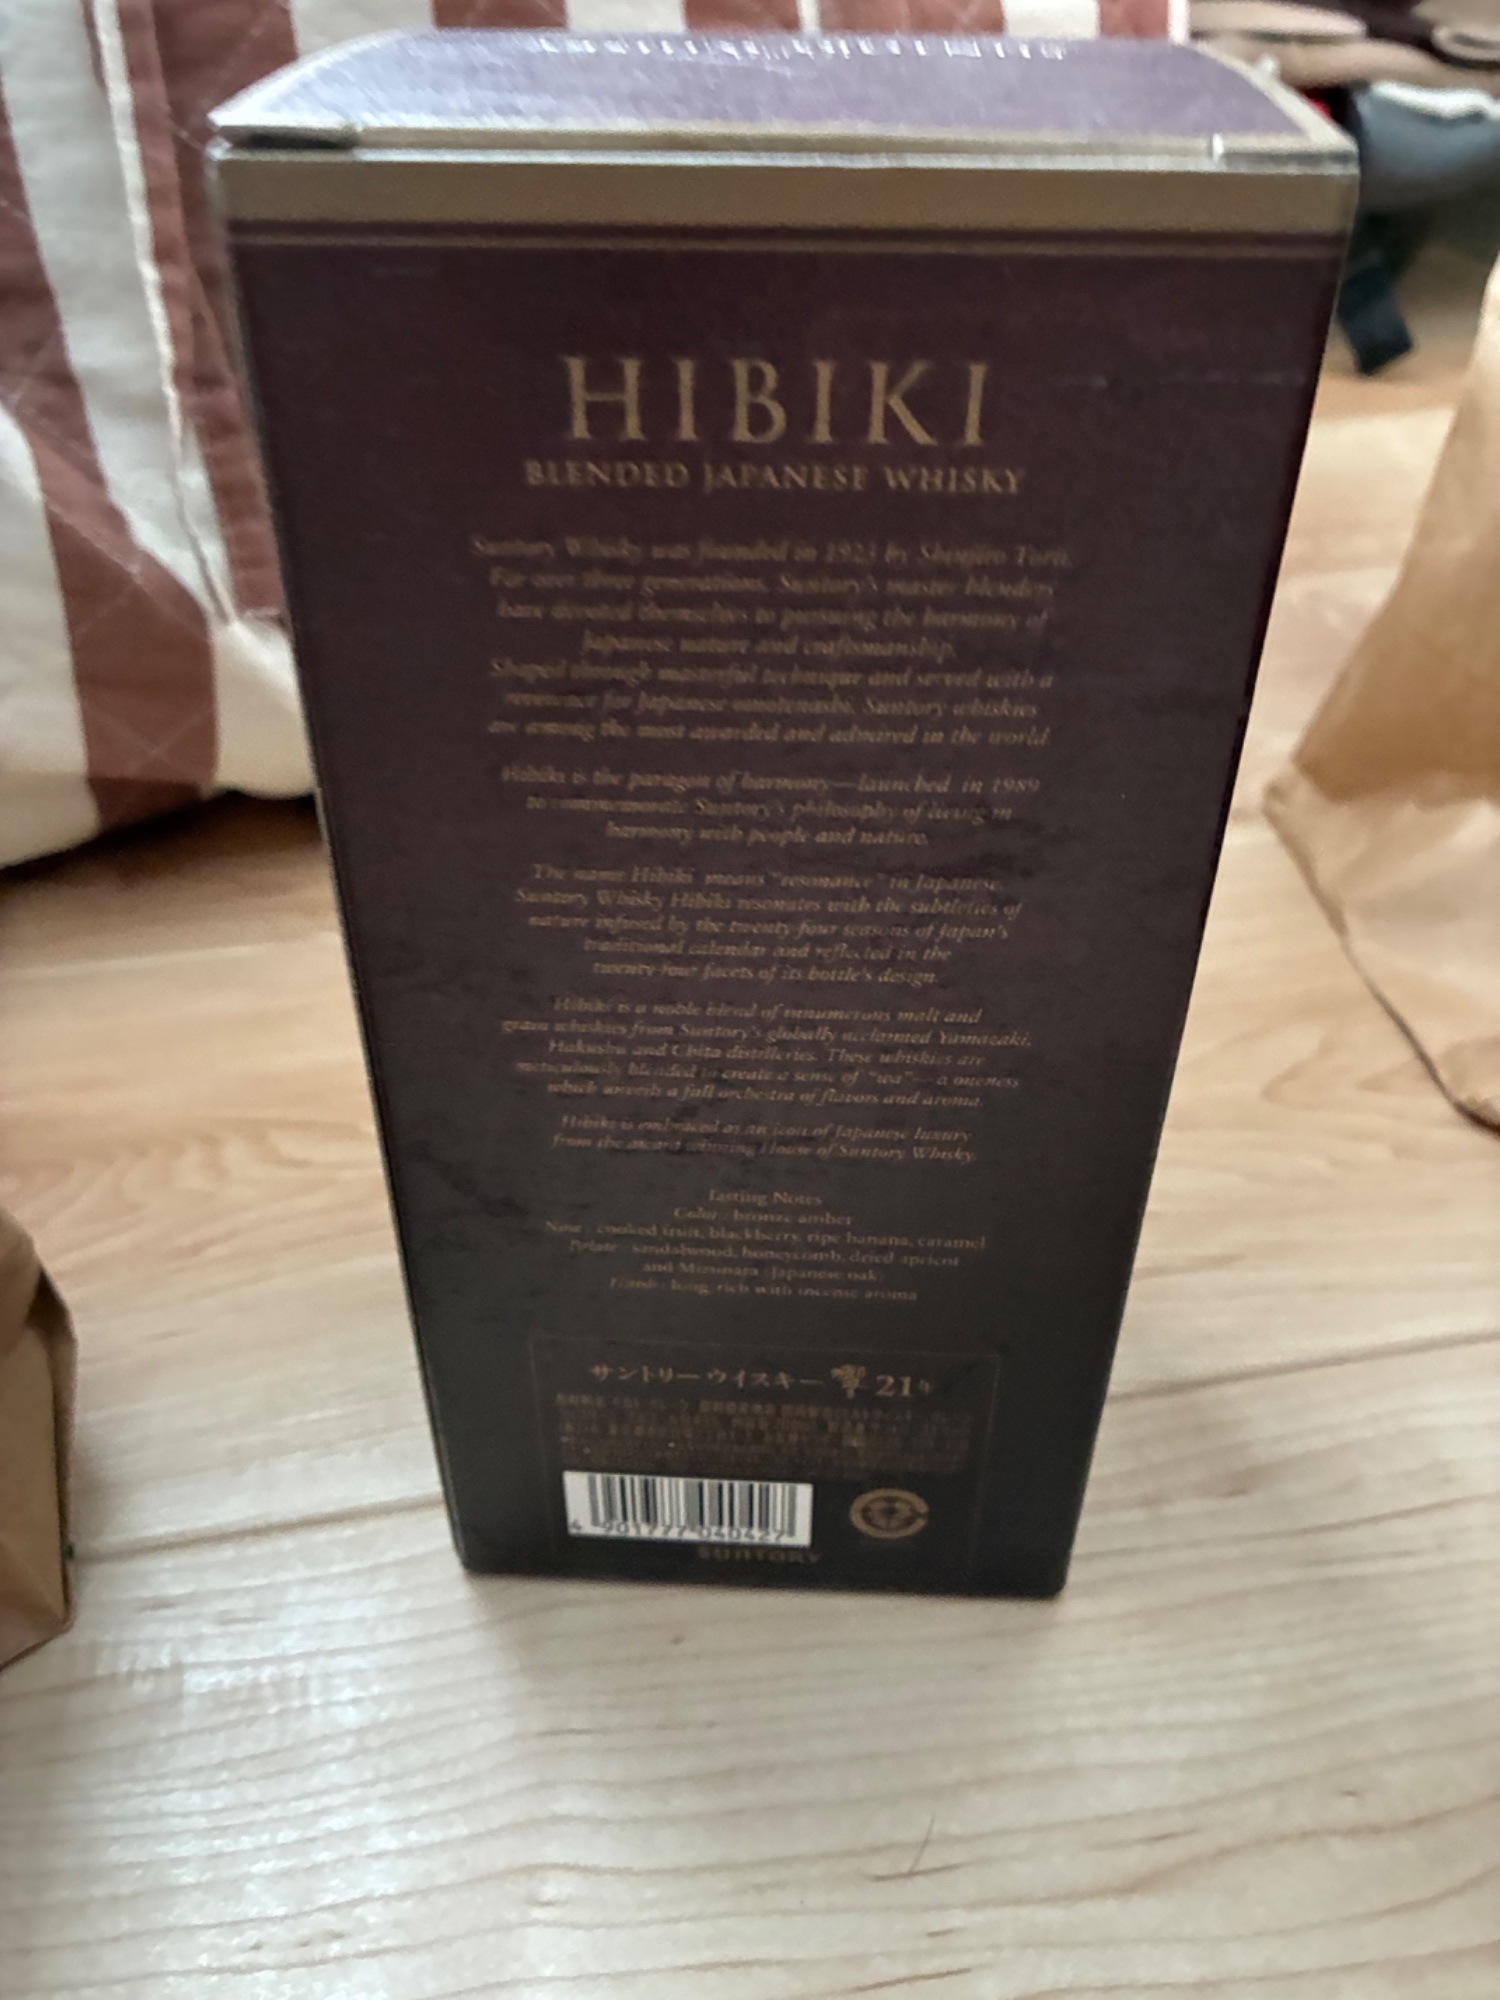 HIBIKI
BLENDED JAPANESE WHISKY
Suntory Whisky was founded in 1923 by Shinjiro Torii.
For over three generations, Suntory's master blenders
have devoted themselves to pursuing the harmony of
Japanese nature and craftsmanship.
Shaped through masterful technique and served with a
reverence for Japanese omotenashi, Suntory whiskies
are among the most awarded and admired in the world.
Hibiki is the paragon of harmony—launched in 1989
to commemorate Suntory's philosophy of living in
harmony with people and nature.
The name Hibiki means "resonance" in Japanese.
Suntory Whisky Hibiki resonates with the subtleties of
nature infused by the twenty-four seasons of Japan's
traditional calendar and reflected in the
twenty-four facets of its bottle's design.
Hibiki is a noble blend of innumerous malt and
grain whiskies from Suntory's globally acclaimed Yamazaki,
Hakushu and Chita distilleries. These whiskies are
meticulously blended to create a sense of "wa"—a oneness
which unveils a full orchestra of flavors and aroma.
Hibiki is embraced as an icon of Japanese luxury
from the award winning House of Suntory Whisky.
Tasting Notes
Color : bronze amber
Nose : cooked fruit, blackberry, ripe banana, caramel
Palate : sandalwood, honeycomb, dried apricot
and Mizunara (Japanese oak)
Finish : long, rich with incense aroma
サントリーウイスキー 響 21年
4 901777 040427
SUNTORY